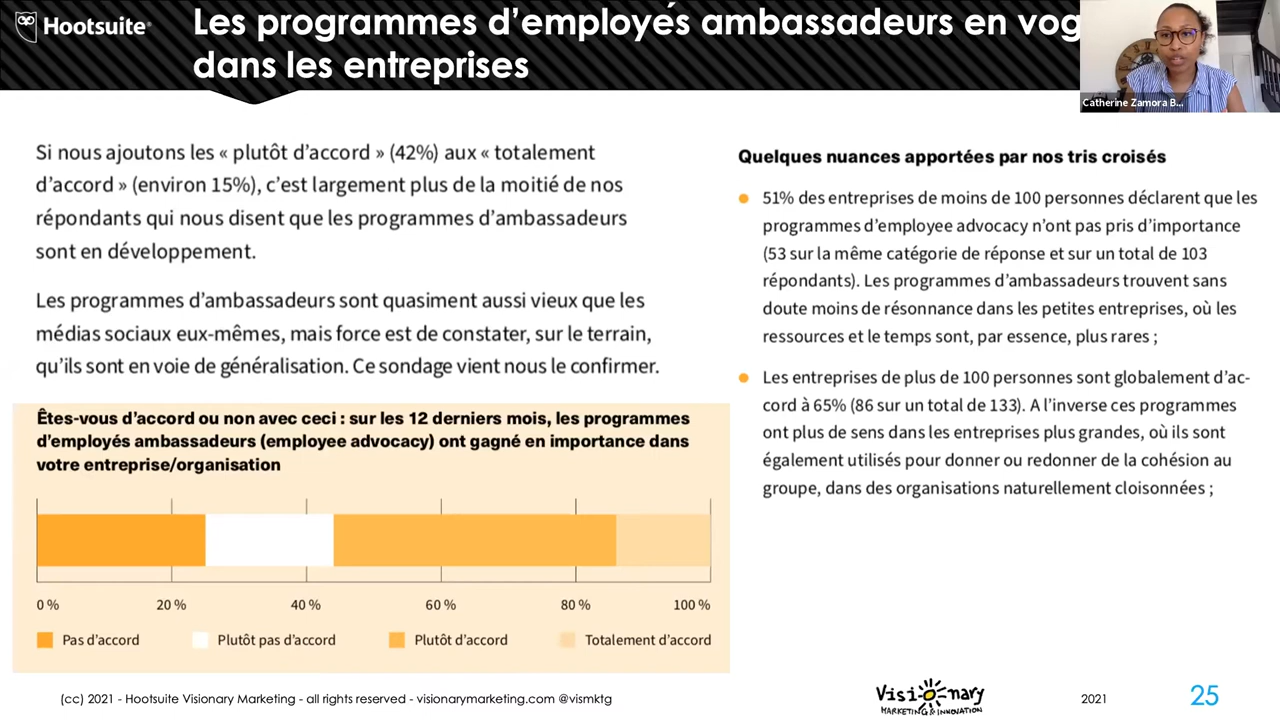 Hootsuite®
Les programmes d’employés ambassadeurs en vog
dans les entreprises
Catherine Zamora B...
Si nous ajoutons les « plutôt d’accord » (42%) aux « totalement
d’accord » (environ 15%), c’est largement plus de la moitié de nos
répondants qui nous disent que les programmes d’ambassadeurs
sont en développement.
Les programmes d’ambassadeurs sont quasiment aussi vieux que les
médias sociaux eux-mêmes, mais force est de constater, sur le terrain,
qu’ils sont en voie de généralisation. Ce sondage vient nous le confirmer.
Êtes-vous d’accord ou non avec ceci : sur les 12 derniers mois, les programmes
d’employés ambassadeurs (employee advocacy) ont gagné en importance dans
votre entreprise/organisation
0 % 20 % 40 % 60 % 80 % 100 %
Pas d’accord Plutôt pas d’accord Plutôt d’accord Totalement d’accord
Quelques nuances apportées par nos tris croisés
51% des entreprises de moins de 100 personnes déclarent que les
programmes d’employee advocacy n’ont pas pris d’importance
(53 sur la même catégorie de réponse et sur un total de 103
répondants). Les programmes d’ambassadeurs trouvent sans
doute moins de résonnance dans les petites entreprises, où les
ressources et le temps sont, par essence, plus rares ;
Les entreprises de plus de 100 personnes sont globalement d’ac-
cord à 65% (86 sur un total de 133). A l’inverse ces programmes
ont plus de sens dans les entreprises plus grandes, où ils sont
également utilisés pour donner ou redonner de la cohésion au
groupe, dans des organisations naturellement cloisonnées ;
(cc) 2021 - Hootsuite Visionary Marketing - all rights reserved - visionarymarketing.com @vismktg
Visionary
MARKETING & INNOVATION
2021
25